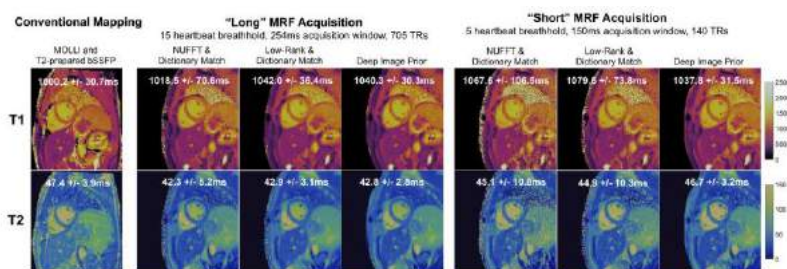 Conventional Mapping
"Long" MRF Acquisition
15 heartbeat breathhold, 254ms acquisition window, 705 TRs
"Short" MRF Acquisition
5 heartbeat breathhold, 150ms acquisition window, 140 TRs
MOLLI and
T2-prepared bSSFP
NUFFT &
Dictionary Match
Low-Rank &
Dictionary Match
Deep Image Prior
NUFFT &
Dictionary Match
Low-Rank &
Dictionary Match
Deep Image Prior
T1
1000.2 +/- 30.7ms
1018.5 +/- 70.6ms
1042.0 +/- 36.4ms
1040.3 +/- 30.3ms
1067.6 +/- 106.5ms
1079.6 +/- 73.8ms
1037.8 +/- 31.5ms
2500
2000
1500
1000
500
0
T2
47.4 +/- 3.9ms
42.3 +/- 5.2ms
42.9 +/- 3.1ms
42.8 +/- 2.8ms
45.1 +/- 10.8ms
44.9 +/- 10.3ms
46.7 +/- 3.2ms
150
100
50
0